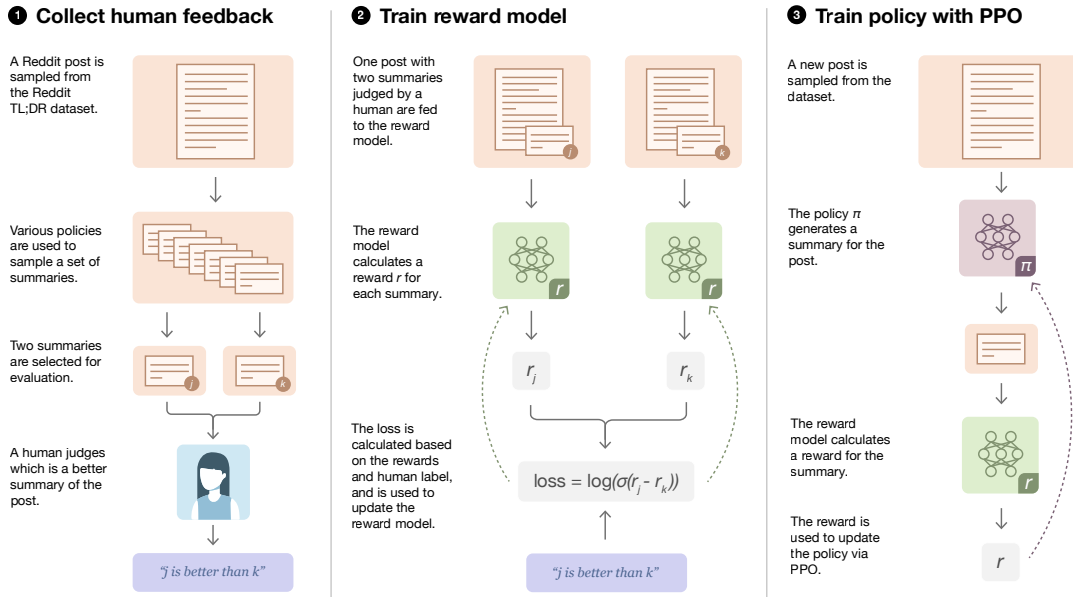 1 Collect human feedback
A Reddit post is
sampled from
the Reddit
TL;DR dataset.
Various policies
are used to
sample a set of
summaries.
Two summaries
are selected for
evaluation.
j
k
A human judges
which is a better
summary of the
post.
“j is better than k”
2 Train reward model
One post with
two summaries
judged by a
human are fed
to the reward
model.
j
k
The reward
model
calculates a
reward r for
each summary.
r
r
rj
rk
The loss is
calculated based
on the rewards
and human label,
and is used to
update the
reward model.
loss = log(σ(rj - rk))
“j is better than k”
3 Train policy with PPO
A new post is
sampled from the
dataset.
The policy π
generates a
summary for the
post.
π
The reward
model calculates
a reward for the
summary.
r
The reward is
used to update
the policy via
PPO.
r